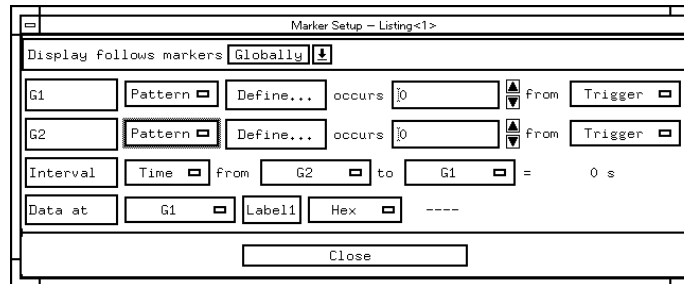 Marker Setup – Listing<1>
Display follows markers Globally
G1 Pattern Define... occurs 0 from Trigger
G2 Pattern Define... occurs 0 from Trigger
Interval Time from G2 to G1 = 0 s
Data at G1 Label1 Hex ----
Close